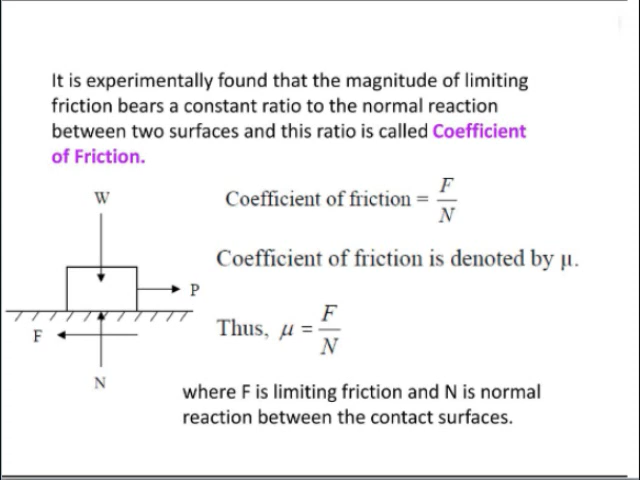 It is experimentally found that the magnitude of limiting
friction bears a constant ratio to the normal reaction
between two surfaces and this ratio is called Coefficient
of Friction.
W
Coefficient of friction = F/N
Coefficient of friction is denoted by μ.
P
F
Thus, μ = F/N
N
where F is limiting friction and N is normal
reaction between the contact surfaces.